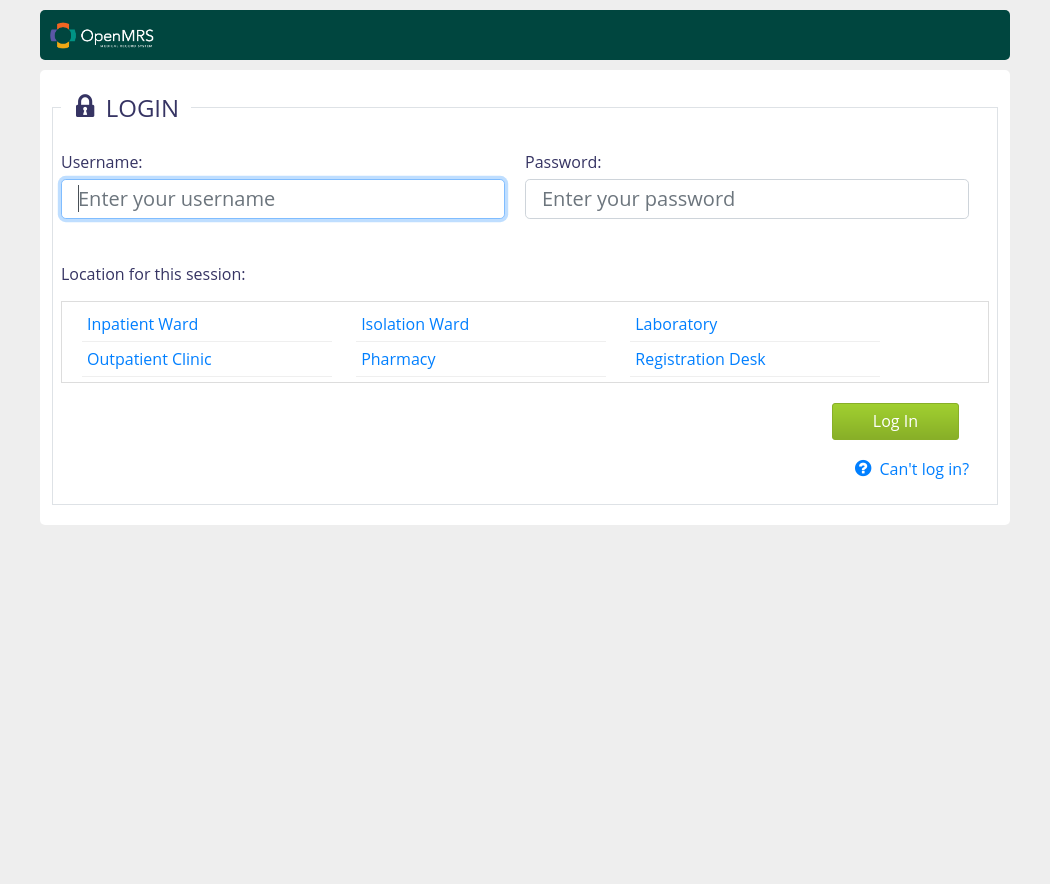 OpenMRS
MEDICAL RECORD SYSTEM
LOGIN
Username:
Password:
Enter your username
Enter your password
Location for this session:
Inpatient Ward
Isolation Ward
Laboratory
Outpatient Clinic
Pharmacy
Registration Desk
Log In
Can't log in?